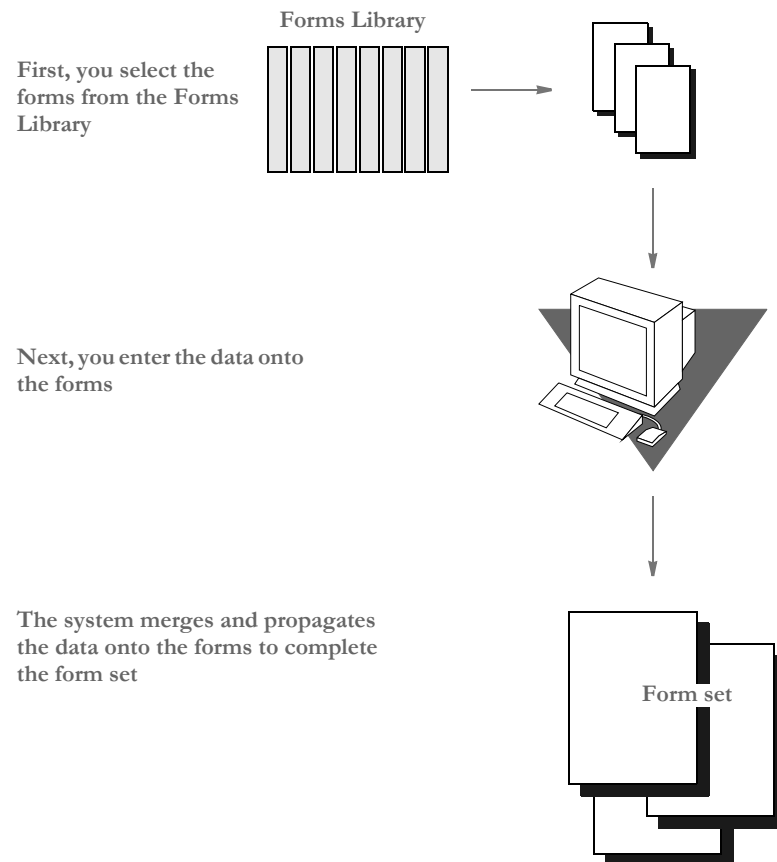 Forms Library
First, you select the
forms from the Forms
Library
Next, you enter the data onto
the forms
The system merges and propagates
the data onto the forms to complete
the form set
Form set